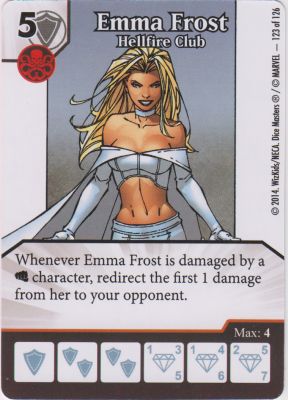 5
Emma Frost
Hellfire Club
123 of 126
© MARVEL
© 2014. WizKids/NECA. Dice Masters ® / © MARVEL
Whenever Emma Frost is damaged by a
character, redirect the first 1 damage
from her to your opponent.
Max: 4
1 3 7
1 4 6
2 5 7